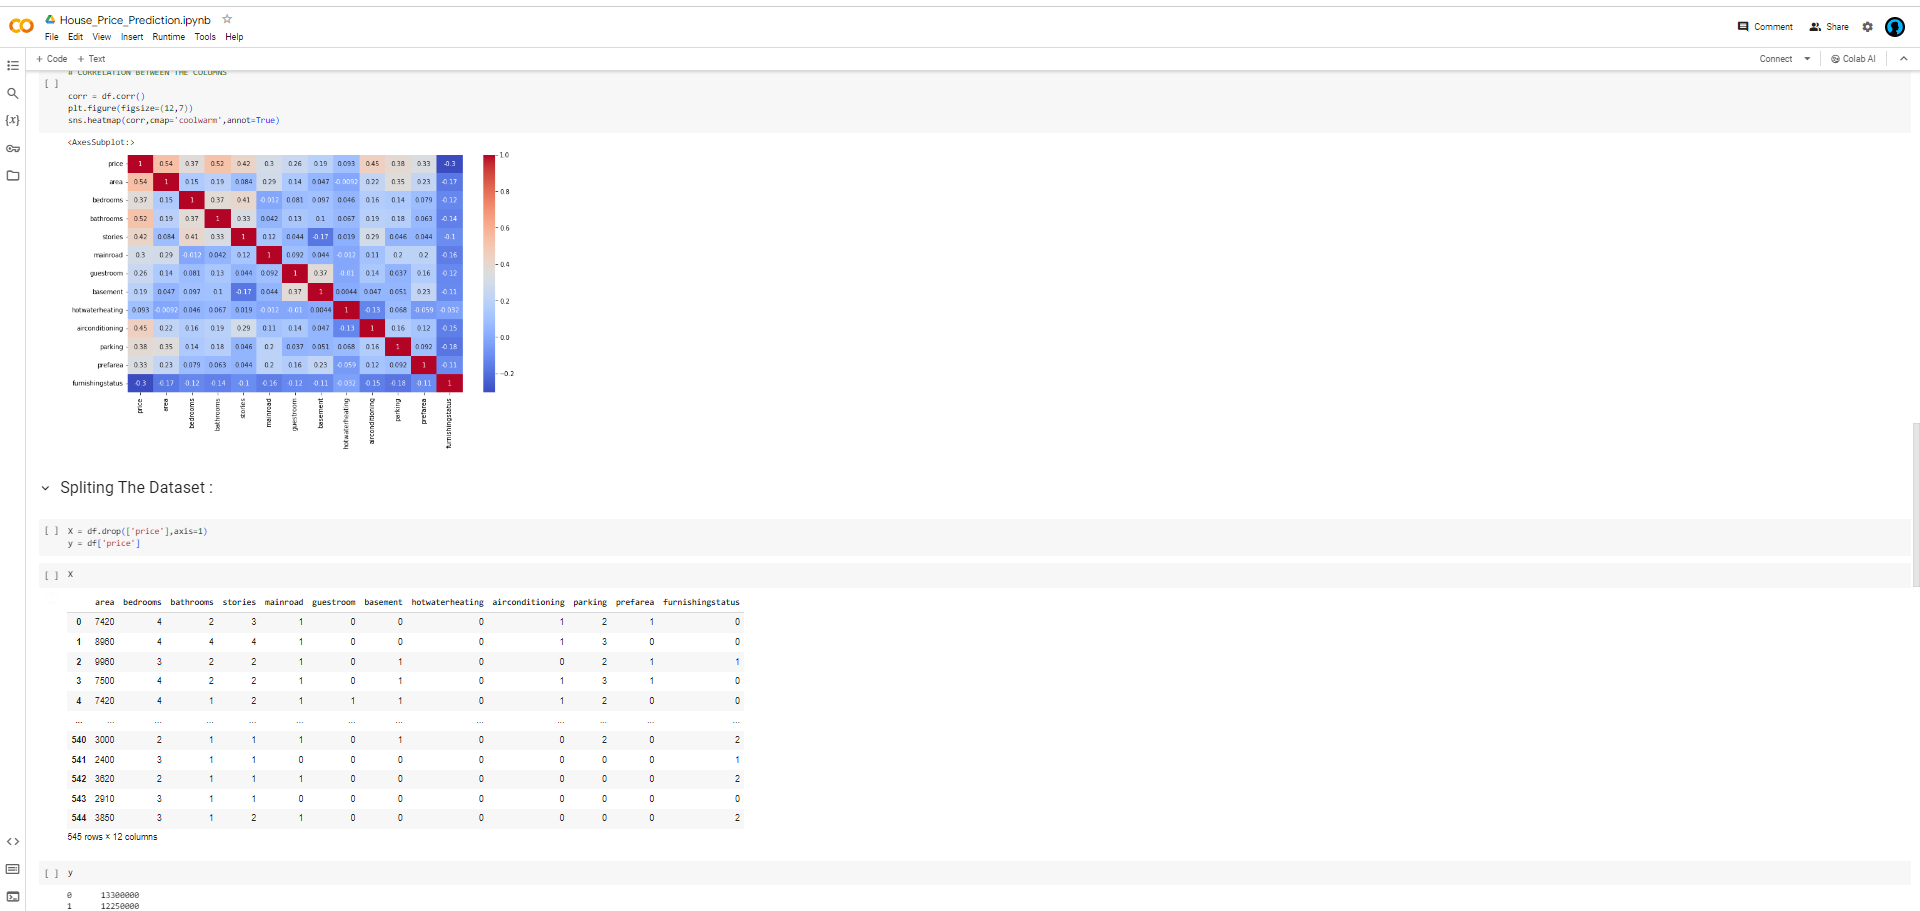 House_Price_Prediction.ipynb
File Edit View Insert Runtime Tools Help
Comment Share
+ Code + Text
Connect Colab AI
# CORRELATION BETWEEN THE COLUMNS
[ ]
corr = df.corr()
plt.figure(figsize=(12,7))
sns.heatmap(corr,cmap='coolwarm',annot=True)
<AxesSubplot:>
price 1 0.54 0.37 0.52 0.42 0.3 0.26 0.19 0.093 0.45 0.38 0.33 -0.3
area 0.54 1 0.15 0.19 0.084 0.29 0.14 0.047 -0.0092 0.22 0.35 0.23 -0.17
bedrooms 0.37 0.15 1 0.37 0.41 -0.012 0.081 0.097 0.046 0.16 0.14 0.079 -0.12
bathrooms 0.52 0.19 0.37 1 0.33 0.042 0.13 0.1 0.067 0.19 0.18 0.063 -0.14
stories 0.42 0.084 0.41 0.33 1 0.12 0.044 -0.17 0.019 0.29 0.046 0.044 -0.1
mainroad 0.3 0.29 -0.012 0.042 0.12 1 0.092 0.044 -0.012 0.11 0.2 0.2 -0.16
guestroom 0.26 0.14 0.081 0.13 0.044 0.092 1 0.37 -0.01 0.14 0.037 0.16 -0.12
basement 0.19 0.047 0.097 0.1 -0.17 0.044 0.37 1 0.0044 0.047 0.051 0.23 -0.11
hotwaterheating 0.093 -0.0092 0.046 0.067 0.019 -0.012 -0.01 0.0044 1 -0.13 0.068 -0.059 -0.032
airconditioning 0.45 0.22 0.16 0.19 0.29 0.11 0.14 0.047 -0.13 1 0.16 0.12 -0.15
parking 0.38 0.35 0.14 0.18 0.046 0.2 0.037 0.051 0.068 0.16 1 0.092 -0.18
prefarea 0.33 0.23 0.079 0.063 0.044 0.2 0.16 0.23 -0.059 0.12 0.092 1 -0.11
furnishingstatus -0.3 -0.17 -0.12 -0.14 -0.1 -0.16 -0.12 -0.11 -0.032 -0.15 -0.18 -0.11 1
price area bedrooms bathrooms stories mainroad guestroom basement hotwaterheating airconditioning parking prefarea furnishingstatus
1.0
0.8
0.6
0.4
0.2
0.0
−0.2
Spliting The Dataset :
[ ] X = df.drop(['price'],axis=1)
y = df['price']
[ ] X
area bedrooms bathrooms stories mainroad guestroom basement hotwaterheating airconditioning parking prefarea furnishingstatus
0 7420 4 2 3 1 0 0 0 1 2 1 0
1 8960 4 4 4 1 0 0 0 1 3 0 0
2 9960 3 2 2 1 0 1 0 0 2 1 1
3 7500 4 2 2 1 0 1 0 1 3 1 0
4 7420 4 1 2 1 1 1 0 1 2 0 0
... ... ... ... ... ... ... ... ... ... ... ... ...
540 3000 2 1 1 1 0 1 0 0 2 0 2
541 2400 3 1 1 0 0 0 0 0 0 0 1
542 3620 2 1 1 1 0 0 0 0 0 0 2
543 2910 3 1 1 0 0 0 0 0 0 0 0
544 3850 3 1 2 1 0 0 0 0 0 0 2
545 rows × 12 columns
[ ] y
0 13300000
1 12250000